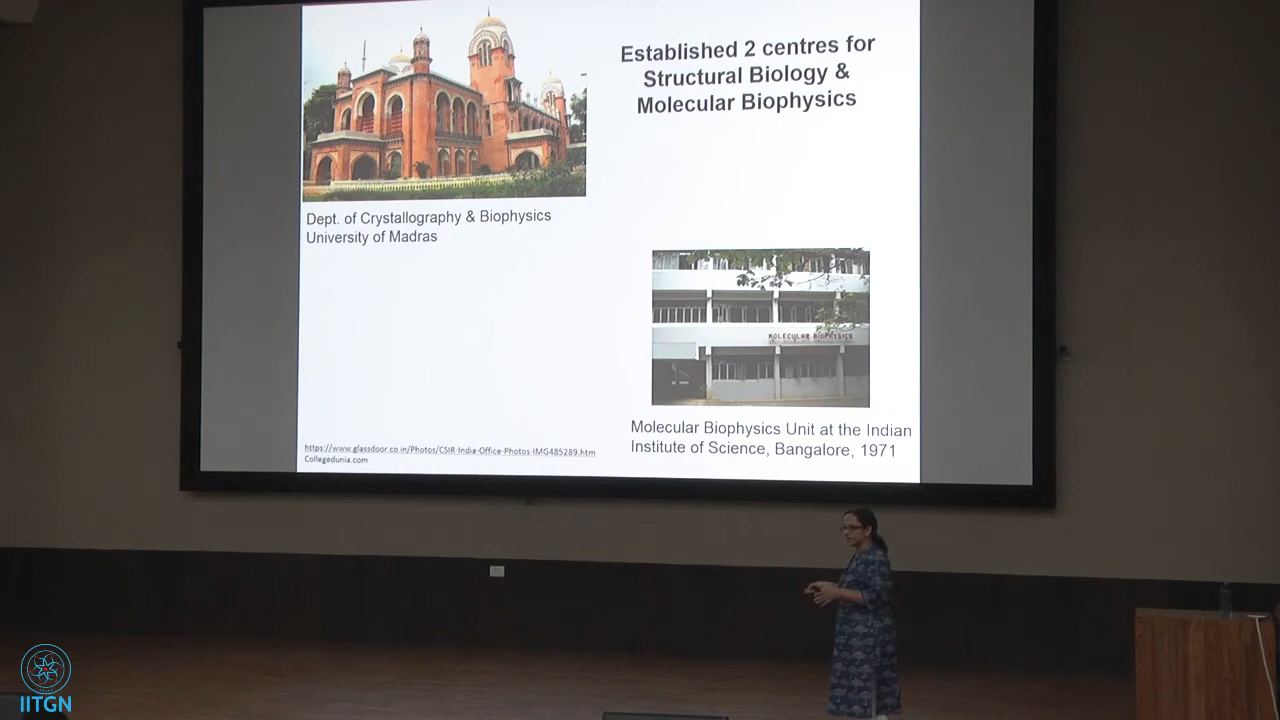 Established 2 centres for
Structural Biology &
Molecular Biophysics
Dept. of Crystallography & Biophysics
University of Madras
MOLECULAR BIOPHYSICS
Molecular Biophysics Unit at the Indian
Institute of Science, Bangalore, 1971
https://www.glassdoor.co.in/Photos/CSIR-India-Office-Photos-IMG485289.htm
Collegedunia.com
IITGN